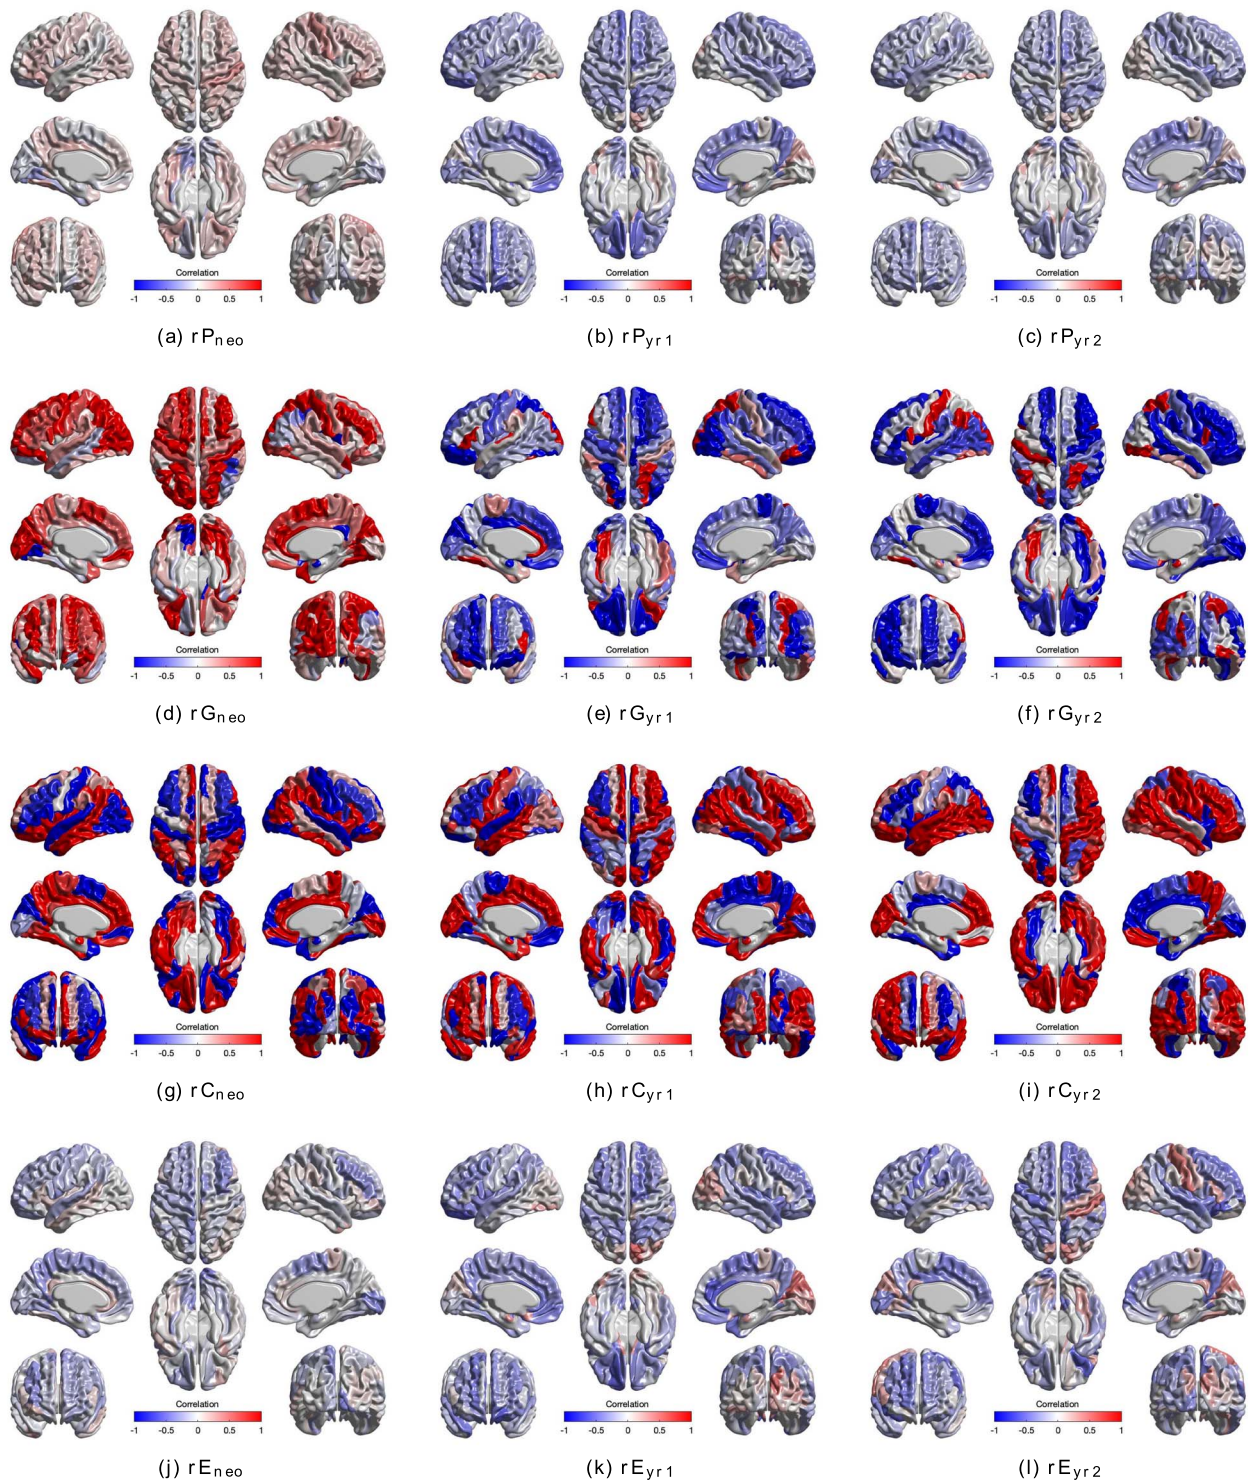 Correlation Correlation Correlation
-1 -0.5 0 0.5 1 -1 -0.5 0 0.5 1 -1 -0.5 0 0.5 1
(a) rPneo (b) rPyr1 (c) rPyr2
Correlation Correlation Correlation
-1 -0.5 0 0.5 1 -1 -0.5 0 0.5 1 -1 -0.5 0 0.5 1
(d) rGneo (e) rGyr1 (f) rGyr2
Correlation Correlation Correlation
-1 -0.5 0 0.5 1 -1 -0.5 0 0.5 1 -1 -0.5 0 0.5 1
(g) rCneo (h) rCyr1 (i) rCyr2
Correlation Correlation Correlation
-1 -0.5 0 0.5 1 -1 -0.5 0 0.5 1 -1 -0.5 0 0.5 1
(j) rEneo (k) rEyr1 (l) rEyr2